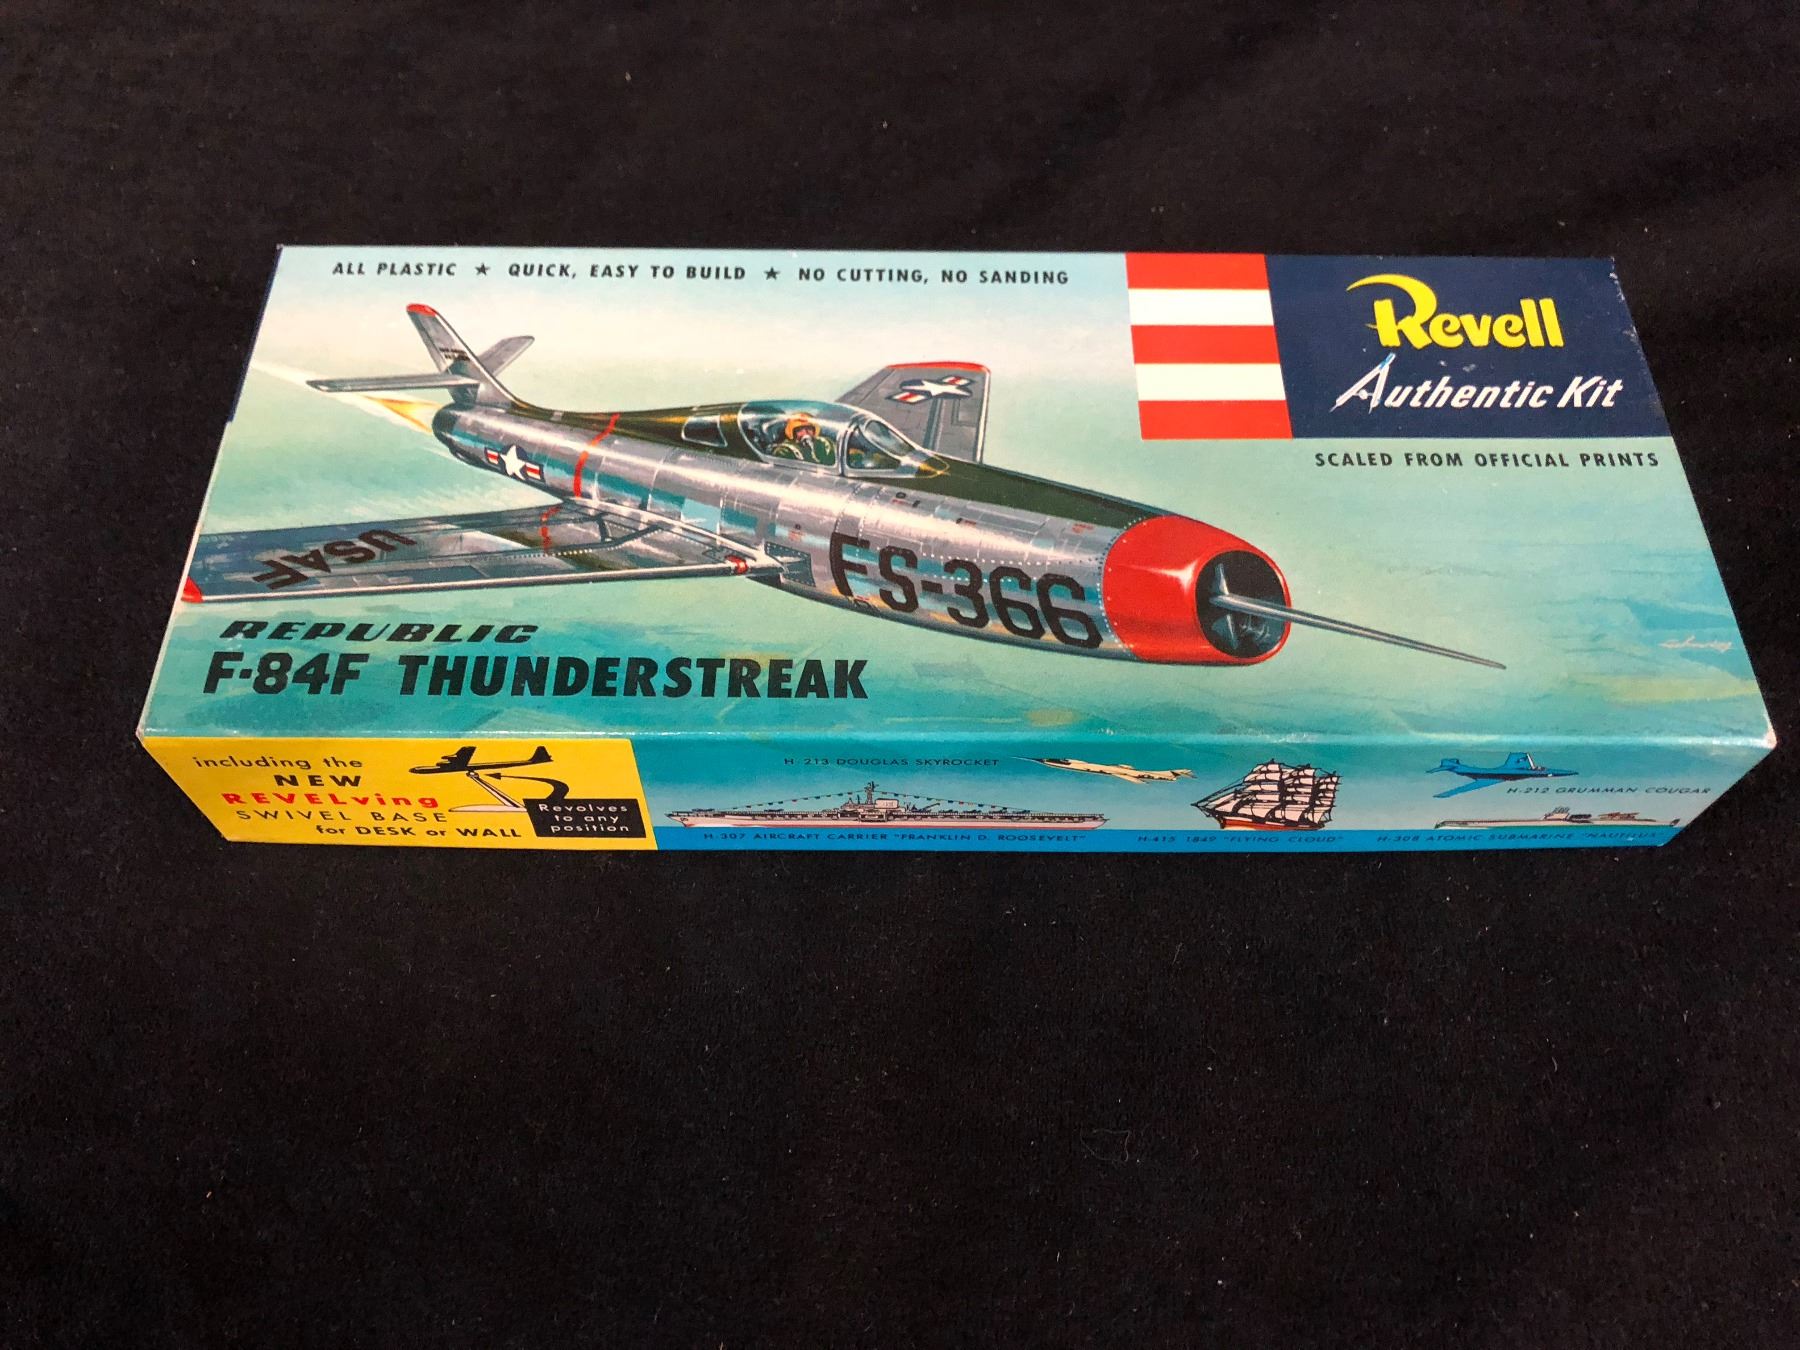 ALL PLASTIC ★ QUICK, EASY TO BUILD ★ NO CUTTING, NO SANDING
Revell
Authentic Kit
SCALED FROM OFFICIAL PRINTS
USAF
FS-366
REPUBLIC
F-84F THUNDERSTREAK
including the
NEW
REVELving
SWIVEL BASE
for DESK or WALL
Revolves
to any
position
H-213 DOUGLAS SKYROCKET
H-307 AIRCRAFT CARRIER "FRANKLIN D. ROOSEVELT"
H-415 1849 "FLYING CLOUD"
H-212 GRUMMAN COUGAR
H-308 ATOMIC SUBMARINE "NAUTILUS"